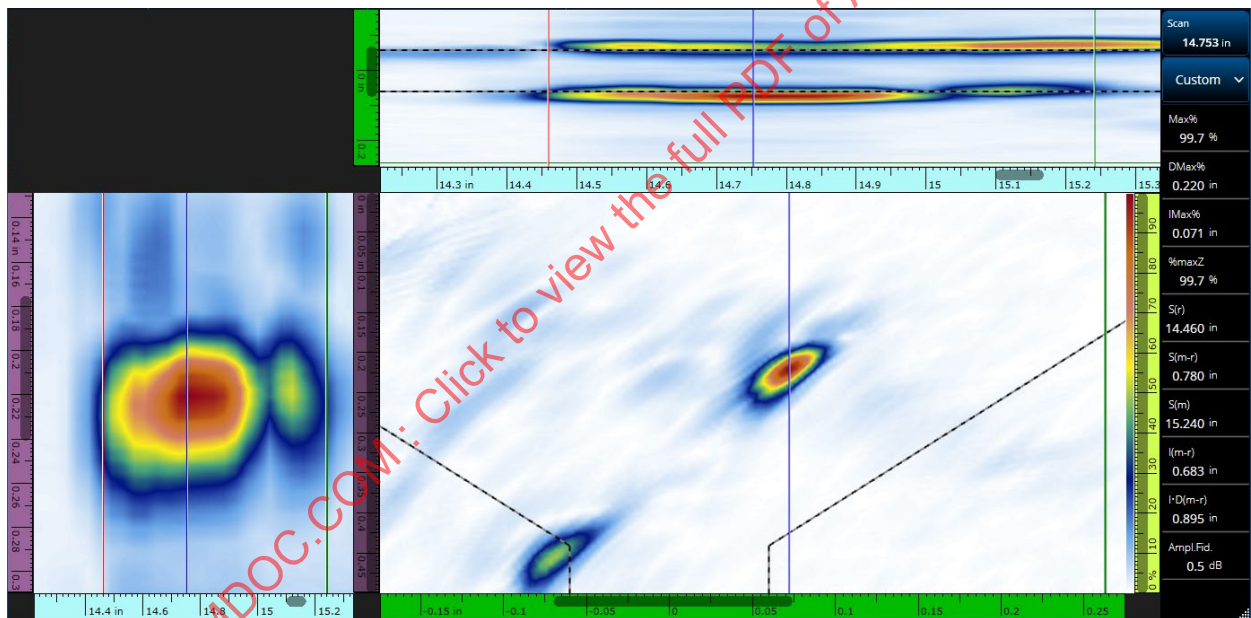 Scan
14.753 in
Custom
Max%
99.7 %
DMax%
0.220 in
IMax%
0.071 in
%maxZ
99.7 %
S(r)
14.460 in
S(m-r)
0.780 in
S(m)
15.240 in
I(m-r)
0.683 in
I·D(m-r)
0.895 in
Ampl.Fid.
0.5 dB
0 in
0.2
14.3 in 14.4 14.5 14.6 14.7 14.8 14.9 15 15.1 15.2 15.3
0.14 in 0.16 0.18 0.2 0.22 0.24 0.26 0.28 0.3
0 in 0.05 in 0.1 0.2 0.25 0.3 0.35 0.4 0.45
0 % 10 20 30 40 50 60 70 80 90
14.4 in 14.6 14.8 15 15.2
-0.15 in -0.1 -0.05 0 0.05 0.1 0.15 0.2 0.25
MDOC.COM : Click to view the full PDF of